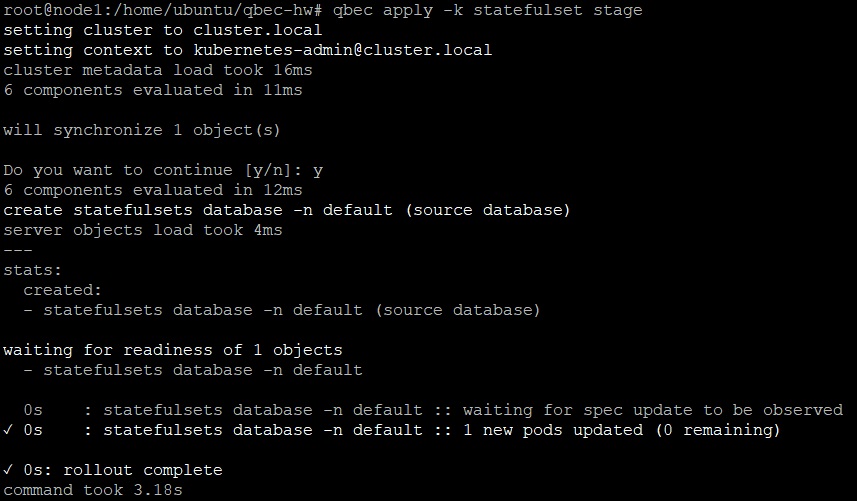 root@node1:/home/ubuntu/qbec-hw# qbec apply -k statefulset stage
setting cluster to cluster.local
setting context to kubernetes-admin@cluster.local
cluster metadata load took 16ms
6 components evaluated in 11ms

will synchronize 1 object(s)

Do you want to continue [y/n]: y
6 components evaluated in 12ms
create statefulsets database -n default (source database)
server objects load took 4ms
---
stats:
  created:
  - statefulsets database -n default (source database)

waiting for readiness of 1 objects
  - statefulsets database -n default

  0s    : statefulsets database -n default :: waiting for spec update to be observed
✓ 0s    : statefulsets database -n default :: 1 new pods updated (0 remaining)

✓ 0s: rollout complete
command took 3.18s